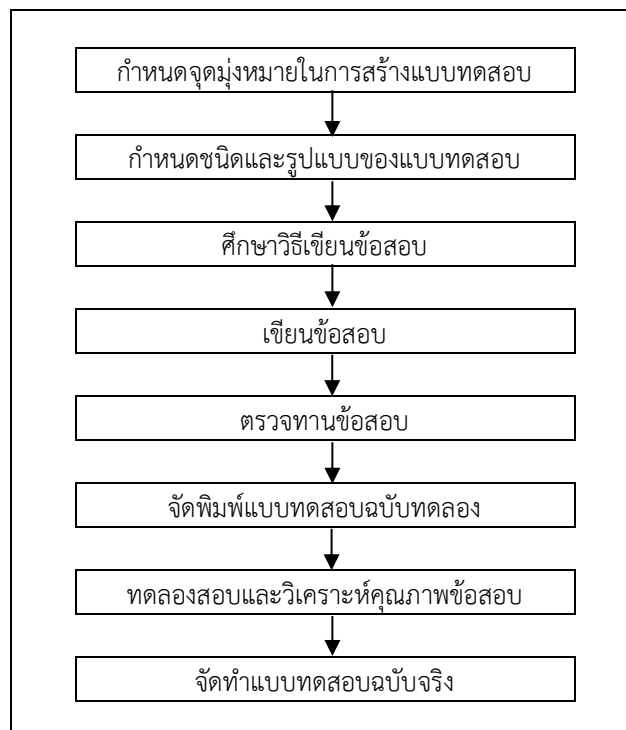 กำหนดจุดมุ่งหมายในการสร้างแบบทดสอบ
กำหนดชนิดและรูปแบบของแบบทดสอบ
ศึกษาวิธีเขียนข้อสอบ
เขียนข้อสอบ
ตรวจทานข้อสอบ
จัดพิมพ์แบบทดสอบฉบับทดลอง
ทดลองสอบและวิเคราะห์คุณภาพข้อสอบ
จัดทำแบบทดสอบฉบับจริง